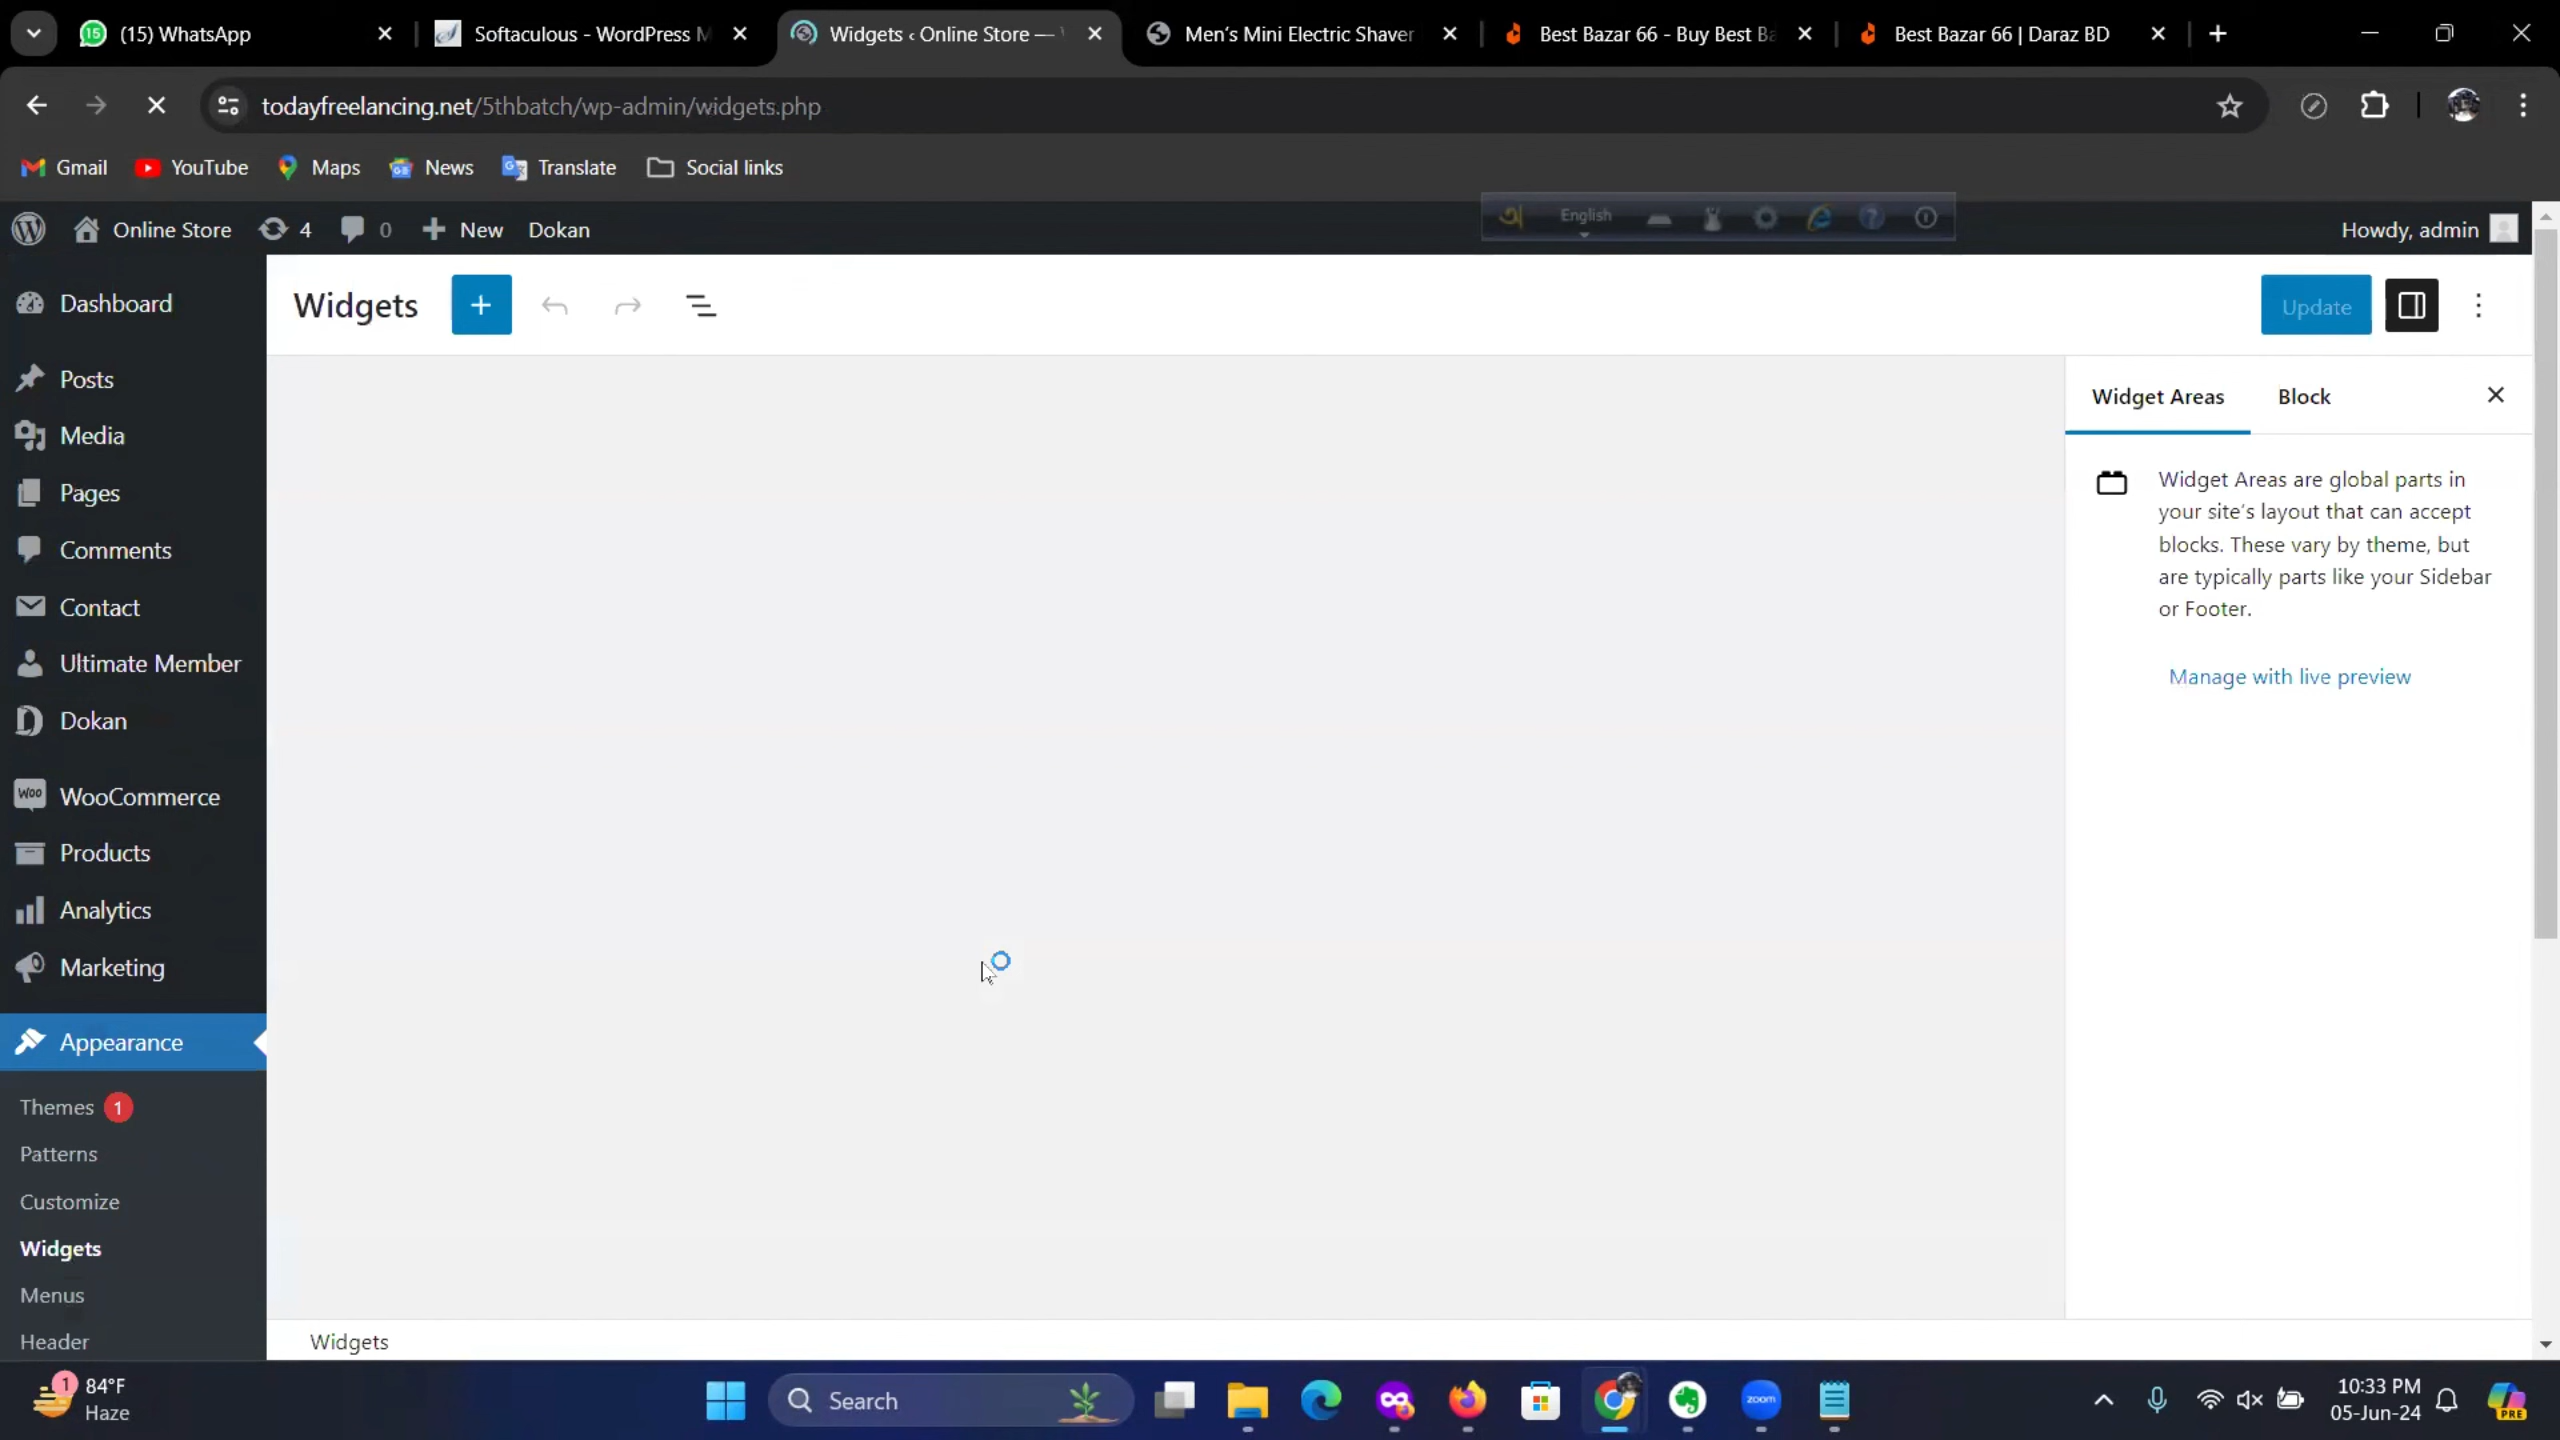 (15) WhatsApp
Softaculous - WordPress M
Widgets ‹ Online Store —
Men's Mini Electric Shaver
Best Bazar 66 - Buy Best Ba
Best Bazar 66 | Daraz BD
todayfreelancing.net/5thbatch/wp-admin/widgets.php
Gmail
YouTube
Maps
News
Translate
Social links
English
Online Store
4
0
New
Dokan
Howdy, admin
Dashboard
Posts
Media
Pages
Comments
Contact
Ultimate Member
Dokan
WooCommerce
Products
Analytics
Marketing
Appearance
Themes 1
Patterns
Customize
Widgets
Menus
Header
Widgets
Update
Widget Areas
Block
Widget Areas are global parts in
your site's layout that can accept
blocks. These vary by theme, but
are typically parts like your Sidebar
or Footer.
Manage with live preview
Widgets
1
84°F
Haze
Search
zoom
10:33 PM
05-Jun-24
PRE